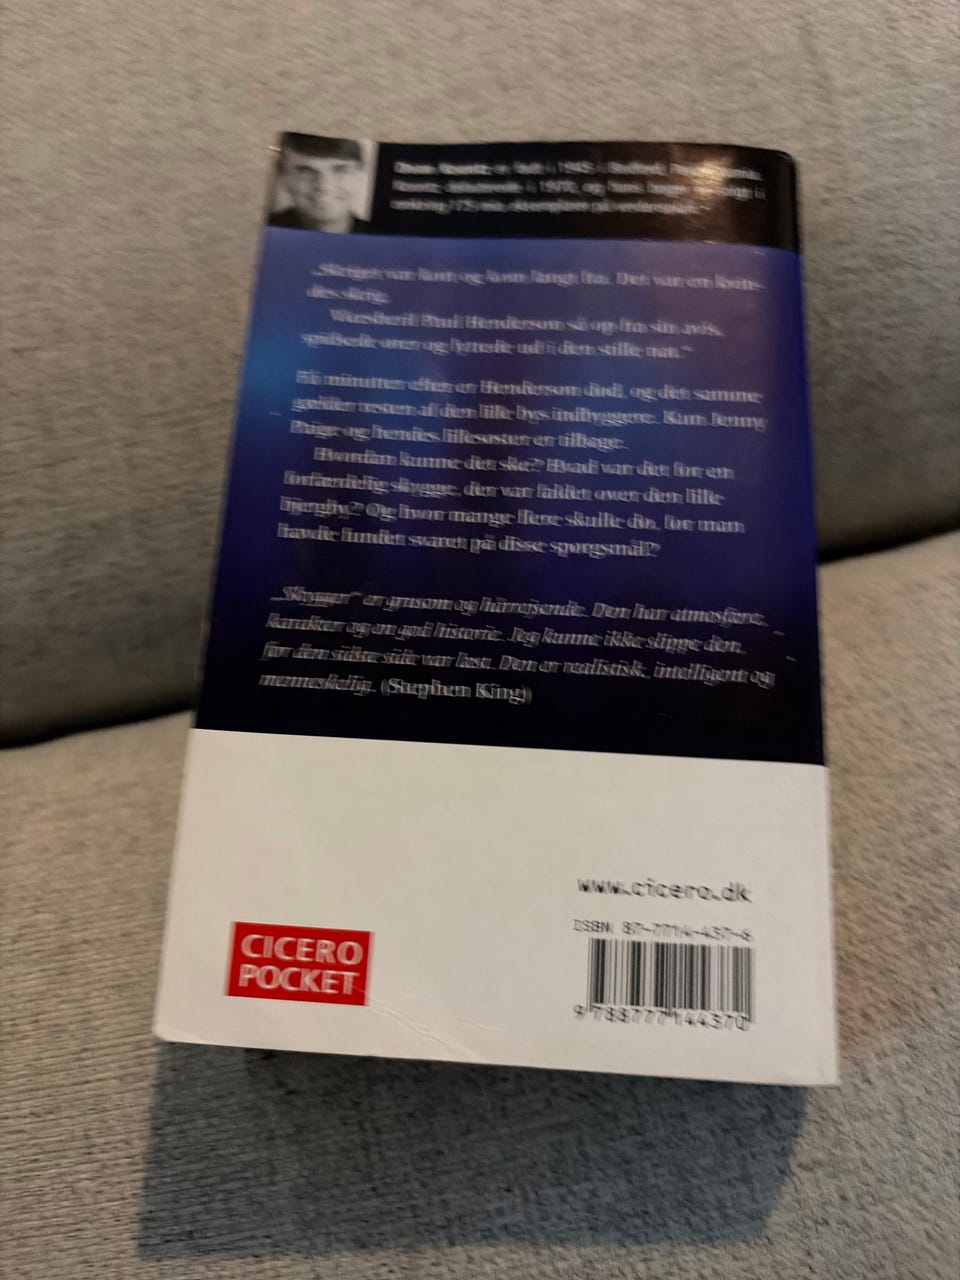 Dean Koontz er født i 1945 i Bedford, Pennsylvania.
Koontz debuterede i 1970, og hans bøger er solgt i
omkring 175 mio. eksemplarer på verdensplan.
„Skriget var kort og kom langt fra. Det var en kvin-
des skrig.
Vicesherif Paul Henderson så op fra sin avis,
spidsede ører og lyttede ud i den stille nat.“
Få minutter efter er Henderson død, og det samme
gælder resten af den lille bys indbyggere. Kun Jenny
Paige og hendes lillesøster er tilbage.
Hvordan kunne det ske? Hvad var det for en
forfærdelig skygge, der var faldet over den lille
bjergby? Og hvor mange flere skulle dø, før man
havde fundet svaret på disse spørgsmål?
„Skygger“ er grusom og hårrejsende. Den har atmosfære,
karakter og en god historie. Jeg kunne ikke slippe den,
før den sidste side var læst. Den er realistisk, intelligent og
menneskelig. (Stephen King)
www.cicero.dk
ISBN 87-7714-437-6
CICERO
POCKET
9 788777 144370